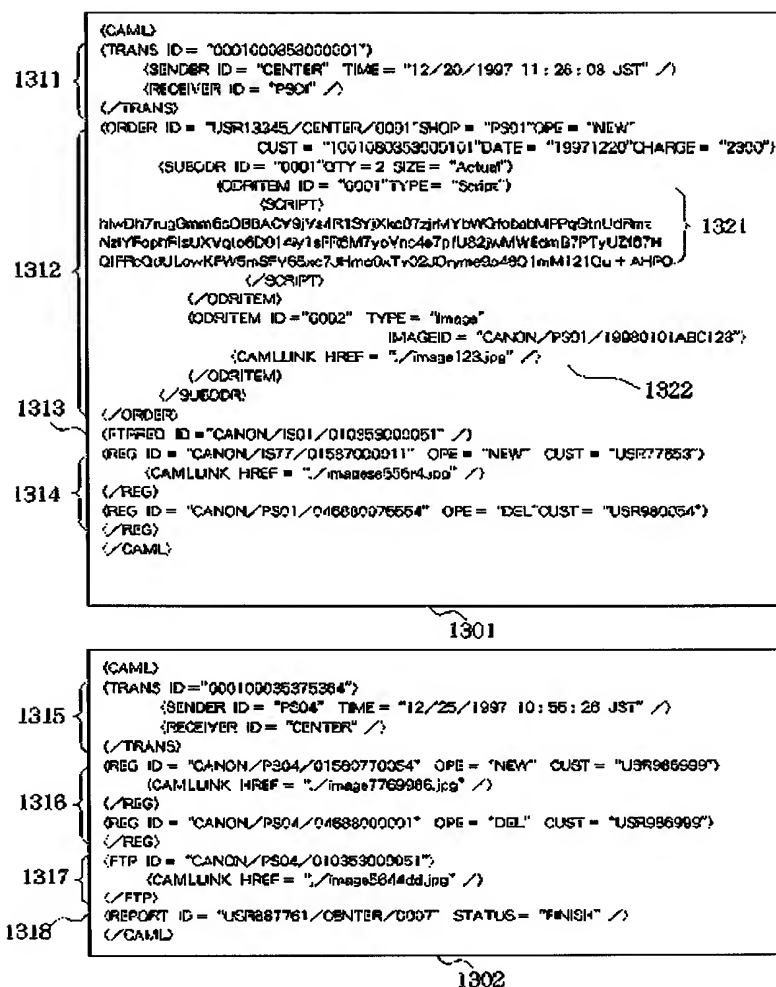 ⟨CAML⟩
⟨TRANS ID = "0001000353000001"⟩
1311
⟨SENDER ID = "CENTER" TIME = "12/20/1997 11:26:08 JST" /⟩
⟨RECEIVER ID = "PS01" /⟩
⟨/TRANS⟩
⟨ORDER ID = "USR13345/CENTER/0001"SHOP = "PS01"OPE = "NEW"
CUST = "1001080353000101"DATE = "19971220"CHARGE = "2300"⟩
⟨SUBODR ID = "0001"QTY = 2 SIZE = "Actual"⟩
⟨ODRITEM ID = "0001"TYPE = "Script"⟩
⟨SCRIPT⟩
1321
1312
⟨/SCRIPT⟩
⟨/ODRITEM⟩
⟨ODRITEM ID ="0002" TYPE = "Image"
IMAGEID = "CANON/PS01/19980101ABC123"⟩
⟨CAMLLINK HREF = "./image123.jpg" /⟩
⟨/ODRITEM⟩
1322
⟨/SUBODR⟩
1313
⟨/ORDER⟩
⟨FTPREQ ID ="CANON/IS01/010353000051" /⟩
⟨REG ID = "CANON/IS77/01587000011" OPE = "NEW" CUST = "USR77653"⟩
1314
⟨CAMLLINK HREF = "./imagese556r4.jpg" /⟩
⟨/REG⟩
⟨REG ID = "CANON/PS01/046880075554" OPE = "DEL"CUST = "USR980054"⟩
⟨/REG⟩
⟨/CAML⟩
1301
⟨CAML⟩
⟨TRANS ID ="000100035375364"⟩
1315
⟨SENDER ID = "PS04" TIME = "12/25/1997 10:55:26 JST" /⟩
⟨RECEIVER ID = "CENTER" /⟩
⟨/TRANS⟩
⟨REG ID = "CANON/PS04/01580770054" OPE = "NEW" CUST = "USR986999"⟩
1316
⟨CAMLLINK HREF = "./image7769986.jpg" /⟩
⟨/REG⟩
⟨REG ID = "CANON/PS04/04688000001" OPE = "DEL" CUST = "USR986999"⟩
⟨/REG⟩
1317
⟨FTP ID = "CANON/PS04/010353000051"⟩
⟨CAMLLINK HREF = "./image5644dd.jpg" /⟩
⟨/FTP⟩
1318
⟨REPORT ID = "USR887761/CENTER/0007" STATUS = "FINISH" /⟩
⟨/CAML⟩
1302